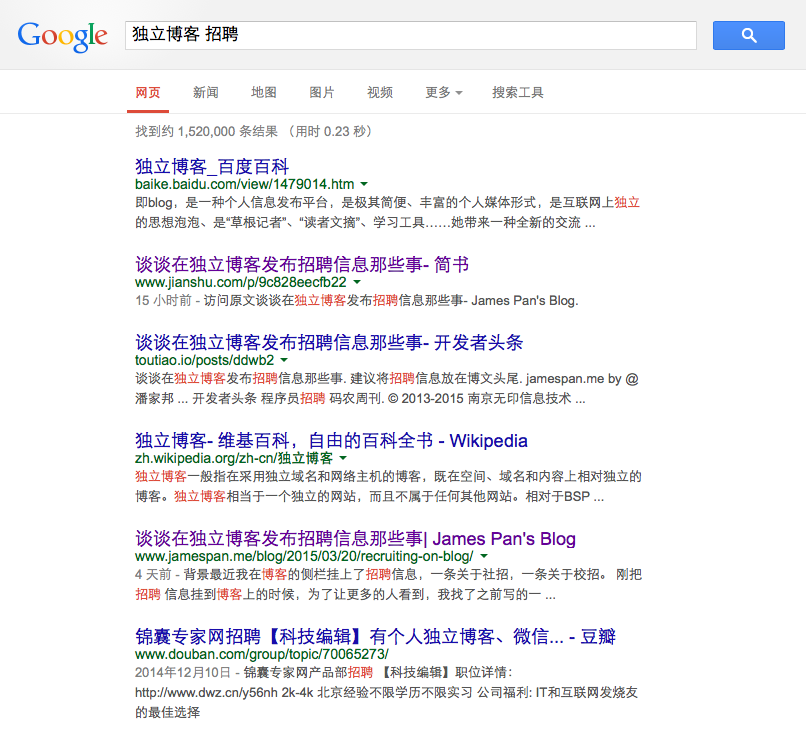 Google
独立博客 招聘
网页 新闻 地图 图片 视频 更多 搜索工具
找到约 1,520,000 条结果 （用时 0.23 秒）
独立博客_百度百科
baike.baidu.com/view/1479014.htm
即blog，是一种个人信息发布平台，是极其简便、丰富的个人媒体形式，是互联网上独立
的思想泡泡、是“草根记者”、“读者文摘”、学习工具……她带来一种全新的交流 ...
谈谈在独立博客发布招聘信息那些事- 简书
www.jianshu.com/p/9c828eecfb22
15 小时前 - 访问原文谈谈在独立博客发布招聘信息那些事- James Pan's Blog.
谈谈在独立博客发布招聘信息那些事- 开发者头条
toutiao.io/posts/ddwb2
谈谈在独立博客发布招聘信息那些事. 建议将招聘信息放在博文头尾. jamespan.me by @
潘家邦 ... 开发者头条 程序员招聘 码农周刊. © 2013-2015 南京无印信息技术 ...
独立博客- 维基百科，自由的百科全书 - Wikipedia
zh.wikipedia.org/zh-cn/独立博客
独立博客一般指在采用独立域名和网络主机的博客，既在空间、域名和内容上相对独立的
博客。独立博客相当于一个独立的网站，而且不属于任何其他网站。相对于BSP ...
谈谈在独立博客发布招聘信息那些事| James Pan's Blog
www.jamespan.me/blog/2015/03/20/recruiting-on-blog/
4 天前 - 背景最近我在博客的侧栏挂上了招聘信息，一条关于社招，一条关于校招。 刚把
招聘 信息挂到博客上的时候，为了让更多的人看到，我找了之前写的一 ...
锦囊专家网招聘【科技编辑】有个人独立博客、微信... - 豆瓣
www.douban.com/group/topic/70065273/
2014年12月10日 - 锦囊专家网产品部招聘 【科技编辑】职位详情：
http://www.dwz.cn/y56nh 2k-4k 北京经验不限学历不限实习 公司福利: IT和互联网发烧友
的最佳选择